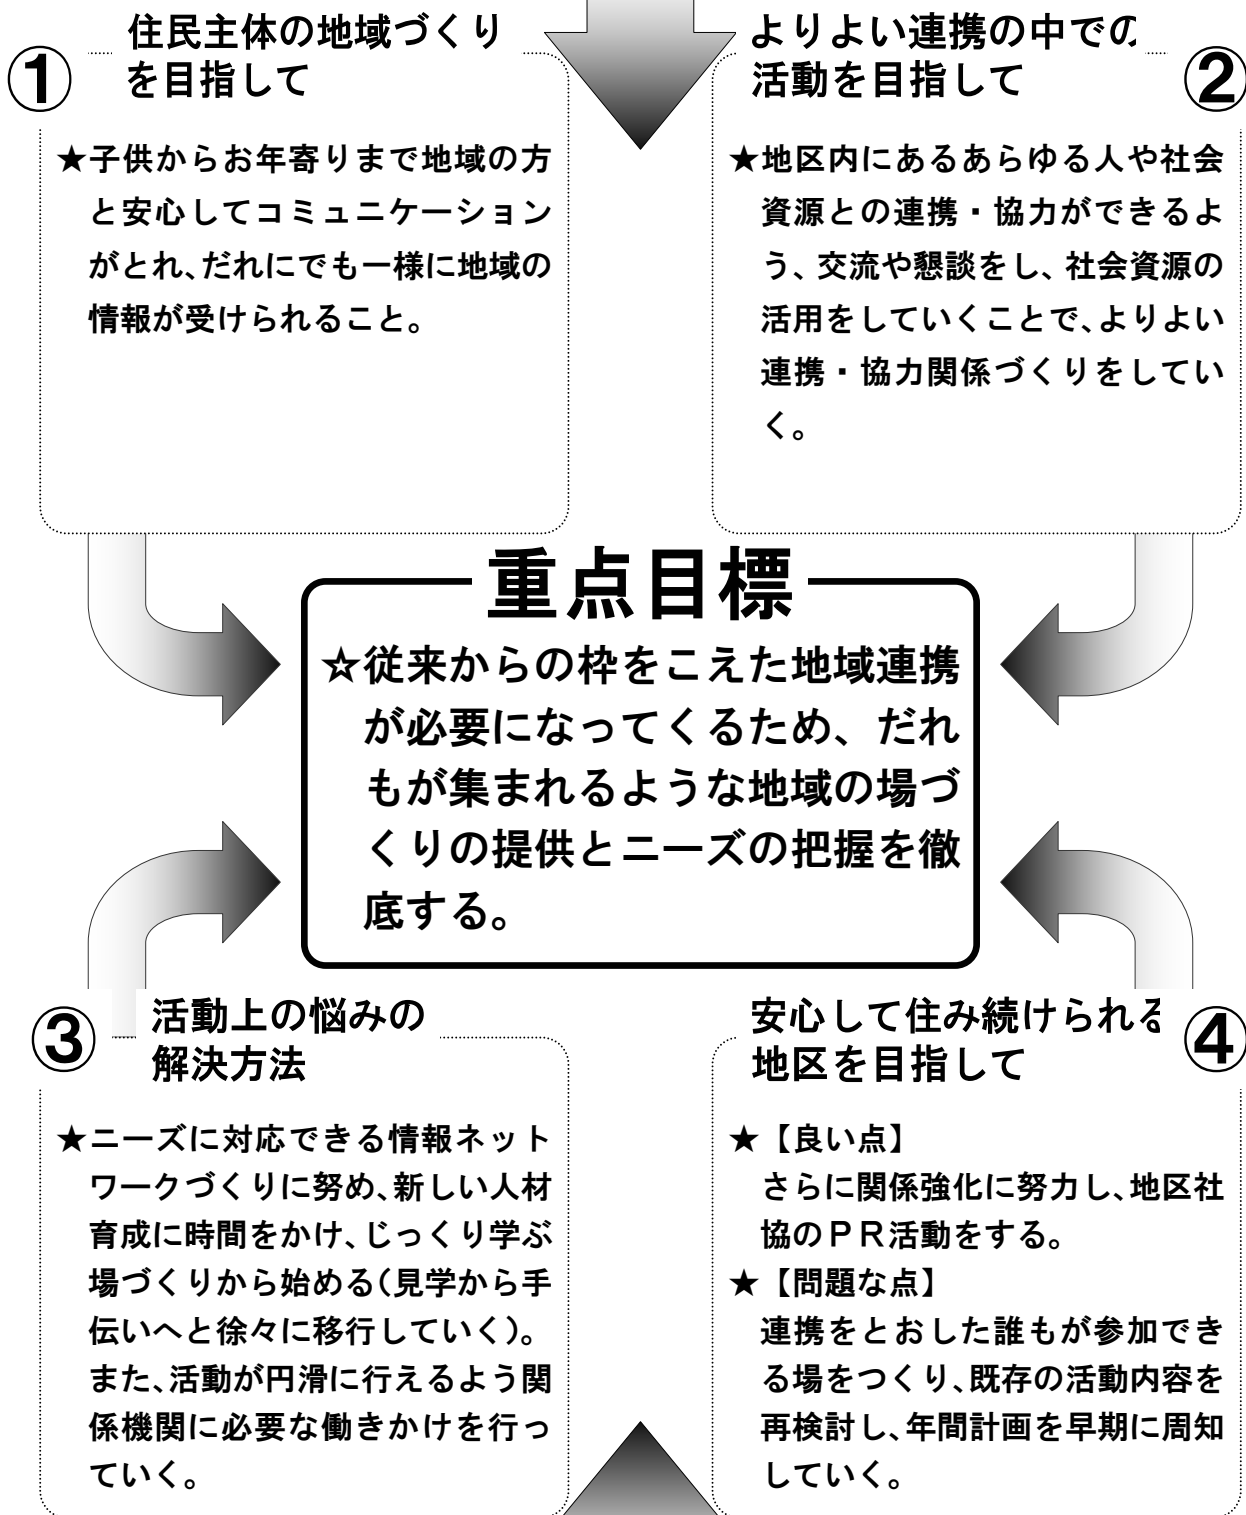 ①
住民主体の地域づくり
を目指して
★子供からお年寄りまで地域の方
と安心してコミュニケーション
がとれ、だれにでも一様に地域の
情報が受けられること。
よりよい連携の中での
活動を目指して
②
★地区内にあるあらゆる人や社会
資源との連携・協力ができるよ
う、交流や懇談をし、社会資源の
活用をしていくことで、よりよい
連携・協力関係づくりをしてい
く。
重点目標
☆従来からの枠をこえた地域連携
が必要になってくるため、だれ
もが集まれるような地域の場づ
くりの提供とニーズの把握を徹
底する。
③
活動上の悩みの
解決方法
★ニーズに対応できる情報ネット
ワークづくりに努め、新しい人材
育成に時間をかけ、じっくり学ぶ
場づくりから始める(見学から手
伝いへと徐々に移行していく)。
また、活動が円滑に行えるよう関
係機関に必要な働きかけを行っ
ていく。
安心して住み続けられる
地区を目指して
④
★【良い点】
さらに関係強化に努力し、地区社
協のＰＲ活動をする。
★【問題な点】
連携をとおした誰もが参加でき
る場をつくり、既存の活動内容を
再検討し、年間計画を早期に周知
していく。